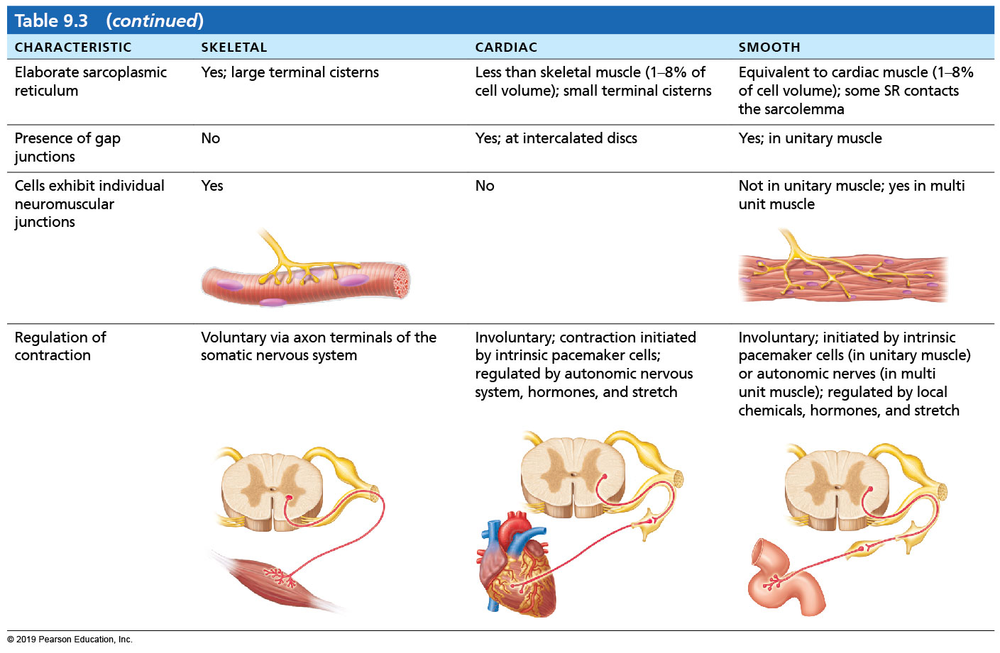 Table 9.3 (continued)
CHARACTERISTIC SKELETAL CARDIAC SMOOTH
Elaborate sarcoplasmic
reticulum
Yes; large terminal cisterns
Less than skeletal muscle (1–8% of
cell volume); small terminal cisterns
Equivalent to cardiac muscle (1–8%
of cell volume); some SR contacts
the sarcolemma
Presence of gap
junctions
No
Yes; at intercalated discs
Yes; in unitary muscle
Cells exhibit individual
neuromuscular
junctions
Yes
No
Not in unitary muscle; yes in multi
unit muscle
Regulation of
contraction
Voluntary via axon terminals of the
somatic nervous system
Involuntary; contraction initiated
by intrinsic pacemaker cells;
regulated by autonomic nervous
system, hormones, and stretch
Involuntary; initiated by intrinsic
pacemaker cells (in unitary muscle)
or autonomic nerves (in multi
unit muscle); regulated by local
chemicals, hormones, and stretch
© 2019 Pearson Education, Inc.